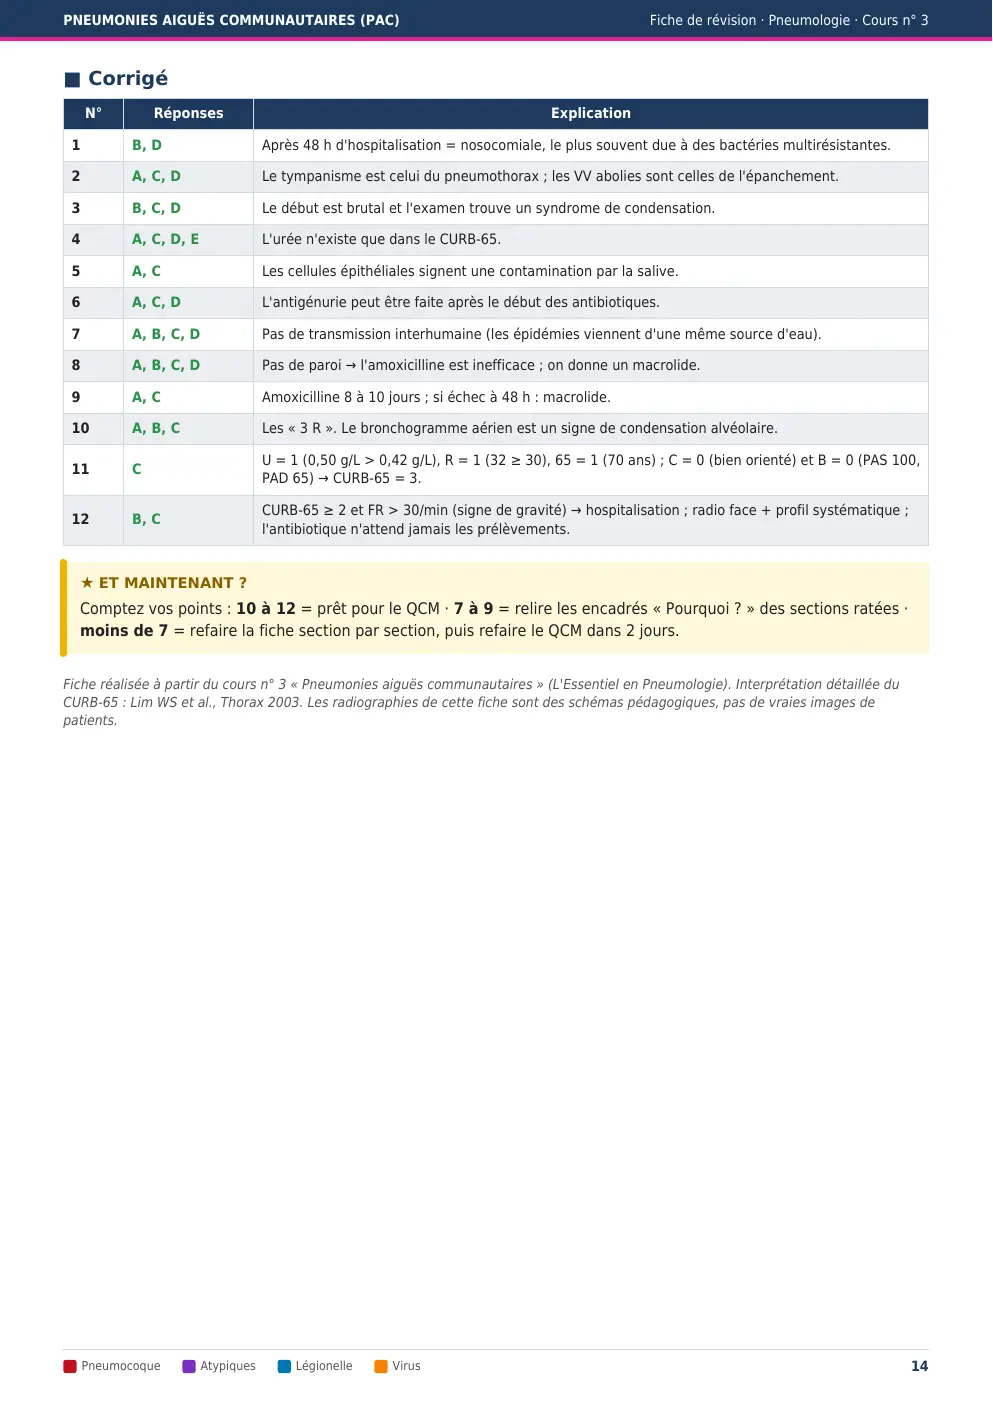 PNEUMONIES AIGUËS COMMUNAUTAIRES (PAC)
Fiche de révision · Pneumologie · Cours n° 3
■ Corrigé
N° Réponses Explication
1 B, D Après 48 h d'hospitalisation = nosocomiale, le plus souvent due à des bactéries multirésistantes.
2 A, C, D Le tympanisme est celui du pneumothorax ; les VV abolies sont celles de l'épanchement.
3 B, C, D Le début est brutal et l'examen trouve un syndrome de condensation.
4 A, C, D, E L'urée n'existe que dans le CURB-65.
5 A, C Les cellules épithéliales signent une contamination par la salive.
6 A, C, D L'antigénurie peut être faite après le début des antibiotiques.
7 A, B, C, D Pas de transmission interhumaine (les épidémies viennent d'une même source d'eau).
8 A, B, C, D Pas de paroi → l'amoxicilline est inefficace ; on donne un macrolide.
9 A, C Amoxicilline 8 à 10 jours ; si échec à 48 h : macrolide.
10 A, B, C Les « 3 R ». Le bronchogramme aérien est un signe de condensation alvéolaire.
11 C U = 1 (0,50 g/L > 0,42 g/L), R = 1 (32 ≥ 30), 65 = 1 (70 ans) ; C = 0 (bien orienté) et B = 0 (PAS 100,
PAD 65) → CURB-65 = 3.
12 B, C CURB-65 ≥ 2 et FR > 30/min (signe de gravité) → hospitalisation ; radio face + profil systématique ;
l'antibiotique n'attend jamais les prélèvements.
★ ET MAINTENANT ?
Comptez vos points : 10 à 12 = prêt pour le QCM · 7 à 9 = relire les encadrés « Pourquoi ? » des sections ratées ·
moins de 7 = refaire la fiche section par section, puis refaire le QCM dans 2 jours.
Fiche réalisée à partir du cours n° 3 « Pneumonies aiguës communautaires » (L'Essentiel en Pneumologie). Interprétation détaillée du
CURB-65 : Lim WS et al., Thorax 2003. Les radiographies de cette fiche sont des schémas pédagogiques, pas de vraies images de
patients.
Pneumocoque Atypiques Légionelle Virus
14